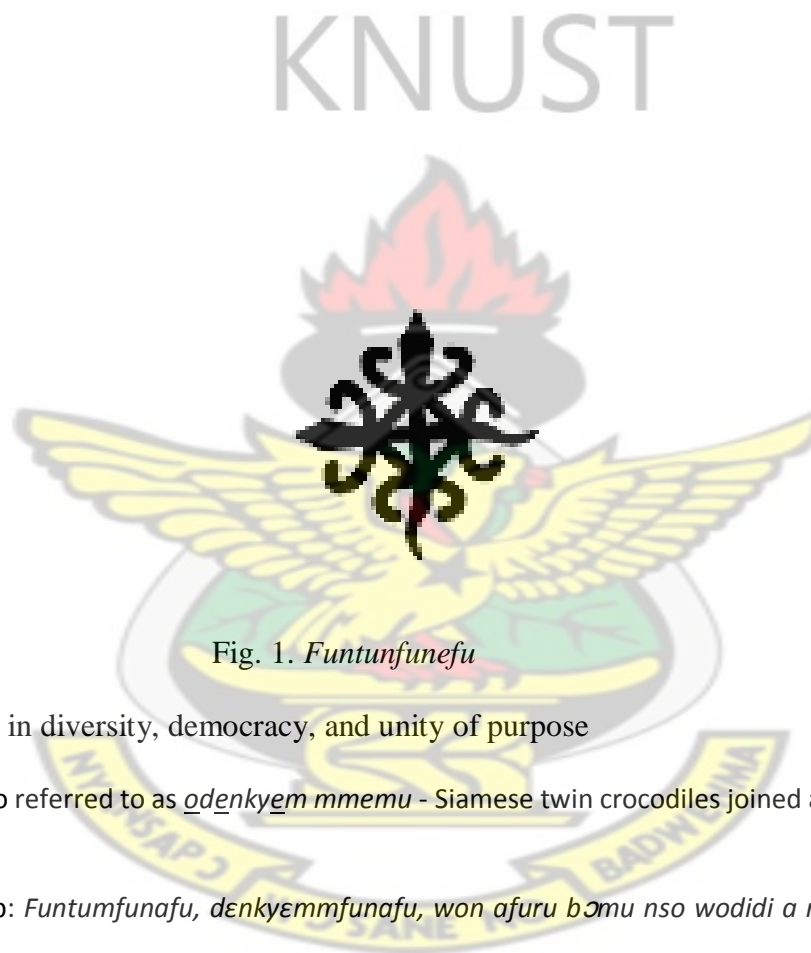 KNUST
Fig. 1. Funtunfunefu
in diversity, democracy, and unity of purpose
referred to as odenkyem mmemu - Siamese twin crocodiles joined
Funtumfunafu, dɛnkyɛmmfunafu, won afuru bɔmu nso wodidi a
SANE